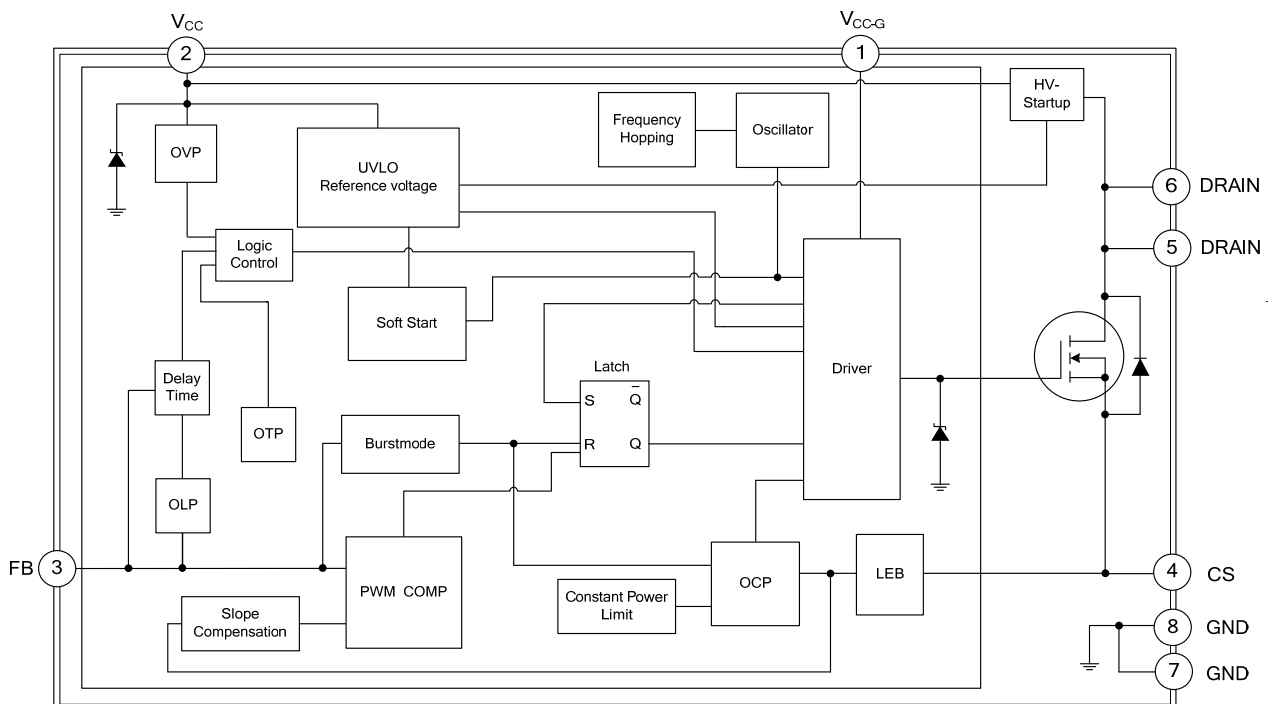 VCC
VCC-G
2
1
HV-
Startup
OVP
UVLO
Reference voltage
Frequency
Hopping
Oscillator
6
DRAIN
5
DRAIN
Logic
Control
Soft Start
Latch
Delay
Time
Driver
S
Q̅
OTP
Burstmode
R
Q
OLP
FB
3
PWM COMP
OCP
LEB
4
CS
Constant Power
Limit
Slope
Compensation
8
GND
7
GND